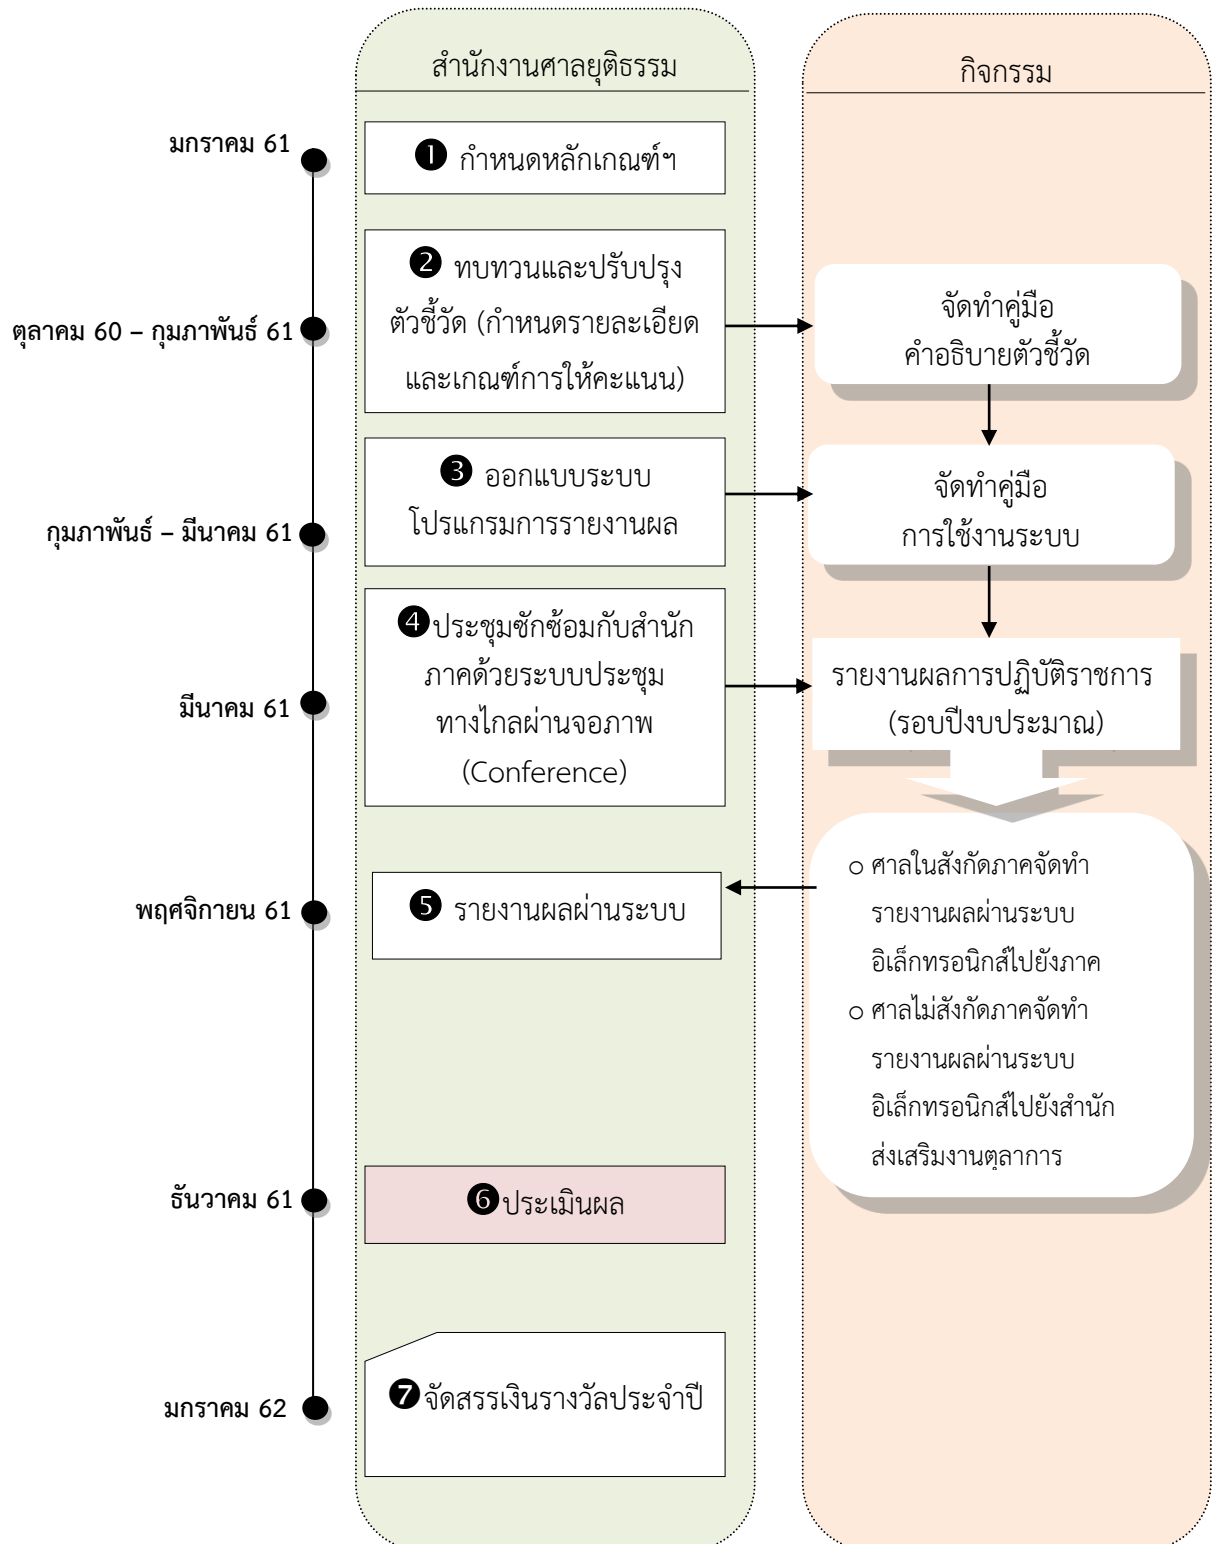 สำนักงานศาลยุติธรรม
กิจกรรม
มกราคม 61
❶ กำหนดหลักเกณฑ์ฯ
ตุลาคม 60 – กุมภาพันธ์ 61
❷ ทบทวนและปรับปรุง
ตัวชี้วัด (กำหนดรายละเอียด
และเกณฑ์การให้คะแนน)
จัดทำคู่มือ
คำอธิบายตัวชี้วัด
กุมภาพันธ์ – มีนาคม 61
❸ ออกแบบระบบ
โปรแกรมการรายงานผล
จัดทำคู่มือ
การใช้งานระบบ
มีนาคม 61
❹ประชุมซักซ้อมกับสำนัก
ภาคด้วยระบบประชุม
ทางไกลผ่านจอภาพ
(Conference)
รายงานผลการปฏิบัติราชการ
(รอบปีงบประมาณ)
พฤศจิกายน 61
❺ รายงานผลผ่านระบบ
o ศาลในสังกัดภาคจัดทำ
รายงานผลผ่านระบบ
อิเล็กทรอนิกส์ไปยังภาค
o ศาลไม่สังกัดภาคจัดทำ
รายงานผลผ่านระบบ
อิเล็กทรอนิกส์ไปยังสำนัก
ส่งเสริมงานตุลาการ
ธันวาคม 61
❻ประเมินผล
มกราคม 62
❼จัดสรรเงินรางวัลประจำปี